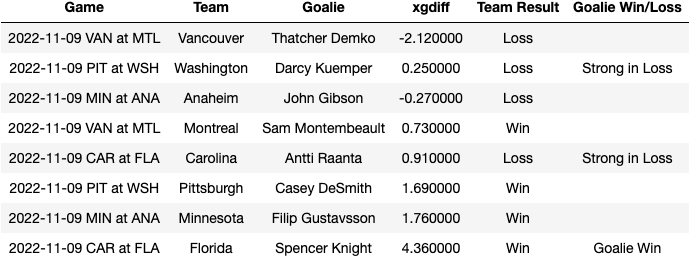 Game Team Goalie xgdiff Team Result Goalie Win/Loss
2022-11-09 VAN at MTL Vancouver Thatcher Demko -2.120000 Loss
2022-11-09 PIT at WSH Washington Darcy Kuemper 0.250000 Loss Strong in Loss
2022-11-09 MIN at ANA Anaheim John Gibson -0.270000 Loss
2022-11-09 VAN at MTL Montreal Sam Montembeault 0.730000 Win
2022-11-09 CAR at FLA Carolina Antti Raanta 0.910000 Loss Strong in Loss
2022-11-09 PIT at WSH Pittsburgh Casey DeSmith 1.690000 Win
2022-11-09 MIN at ANA Minnesota Filip Gustavsson 1.760000 Win
2022-11-09 CAR at FLA Florida Spencer Knight 4.360000 Win Goalie Win